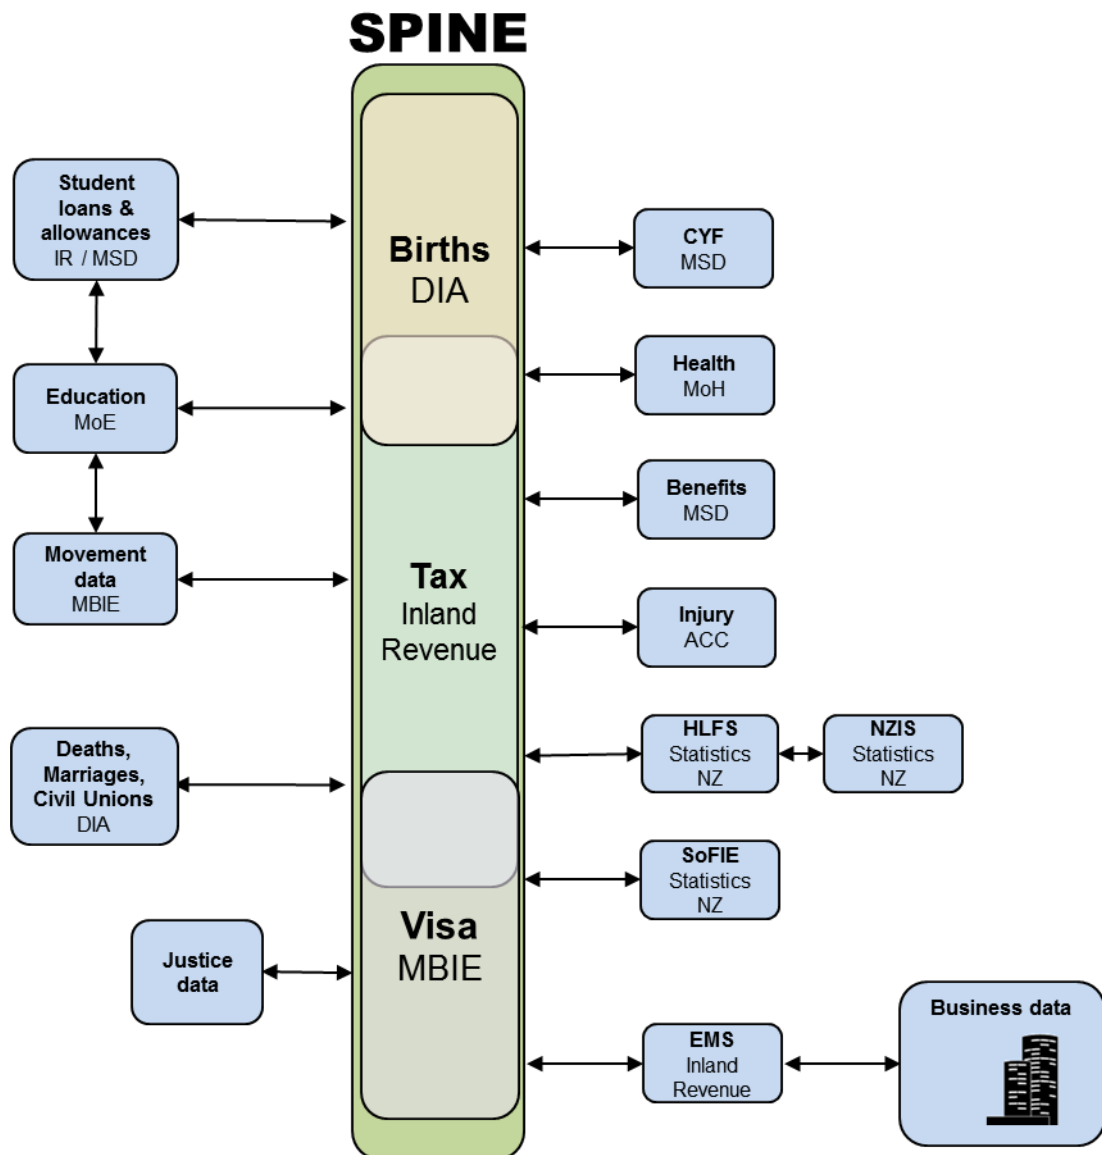 SPINE
Student
loans &
allowances
IR / MSD
Births
DIA
CYF
MSD
Health
MoH
Education
MoE
Benefits
MSD
Movement
data
MBIE
Tax
Inland
Revenue
Injury
ACC
Deaths,
Marriages,
Civil Unions
DIA
HLFS
Statistics
NZ
NZIS
Statistics
NZ
SoFIE
Statistics
NZ
Visa
MBIE
Justice
data
EMS
Inland
Revenue
Business data